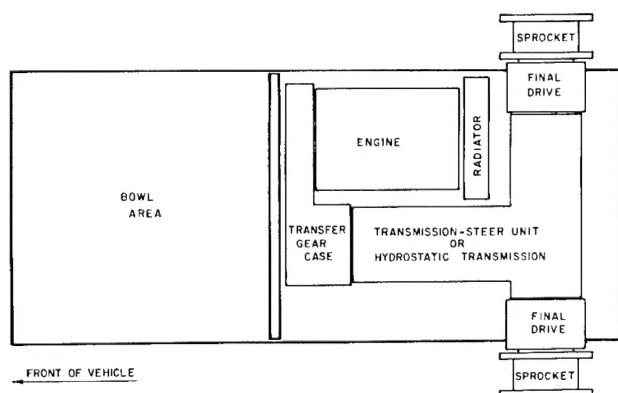 SPROCKET
FINAL
DRIVE
ENGINE
RADIATOR
BOWL
AREA
TRANSFER
GEAR
CASE
TRANSMISSION-STEER UNIT
OR
HYDROSTATIC TRANSMISSION
FINAL
DRIVE
FRONT OF VEHICLE
SPROCKET